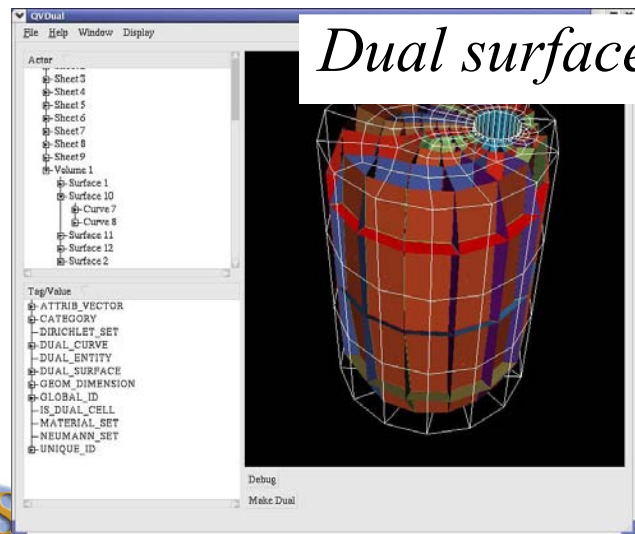 QVDual
File Help Window Display
Dual surface
Actor
Sheet 3
Sheet 4
Sheet 5
Sheet 6
Sheet 7
Sheet 8
Sheet 9
Volume 1
Surface 1
Surface 10
Curve 7
Curve 8
Surface 11
Surface 12
Surface 2
Tag/Value
ATTRIB_VECTOR
CATEGORY
DIRICHLET_SET
DUAL_CURVE
DUAL_ENTITY
DUAL_SURFACE
GEOM_DIMENSION
GLOBAL_ID
IS_DUAL_CELL
MATERIAL_SET
NEUMANN_SET
UNIQUE_ID
Debug
Make Dual